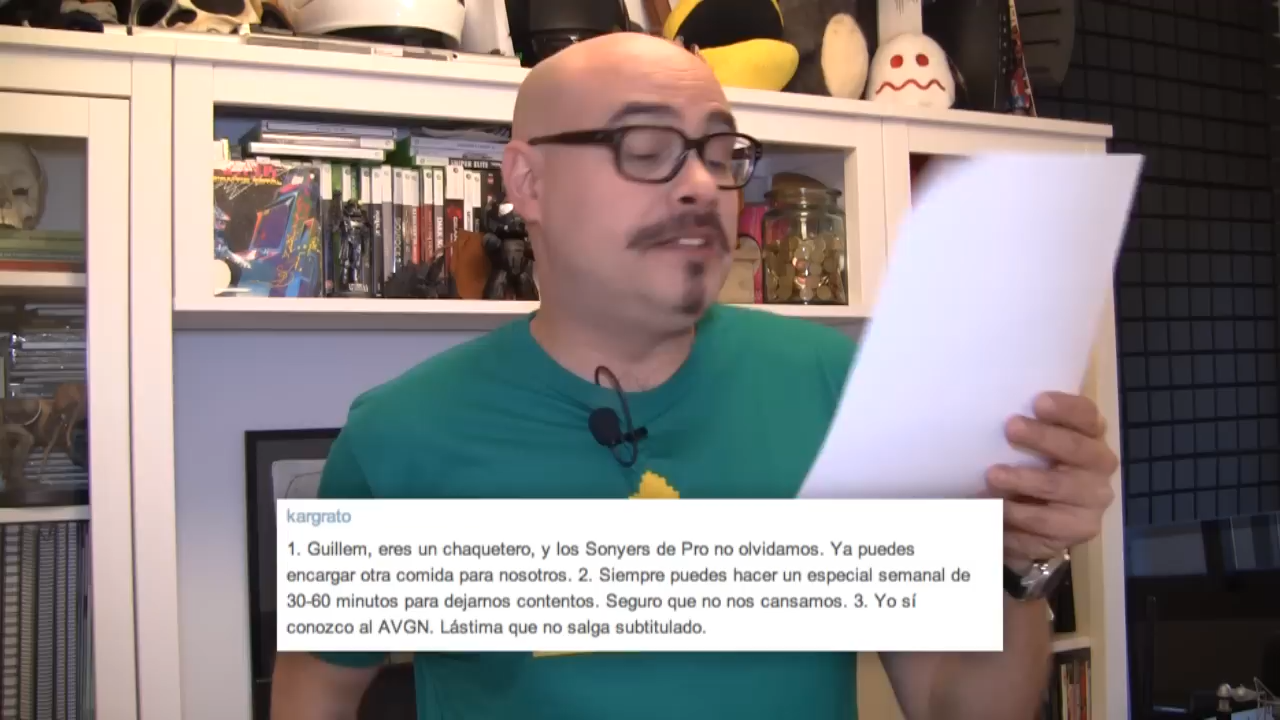 kargrato
1. Guillem, eres un chaquetero, y los Sonyers de Pro no olvidamos. Ya puedes
encargar otra comida para nosotros. 2. Siempre puedes hacer un especial semanal de
30-60 minutos para dejarnos contentos. Seguro que no nos cansamos. 3. Yo sí
conozco al AVGN. Lástima que no salga subtitulado.